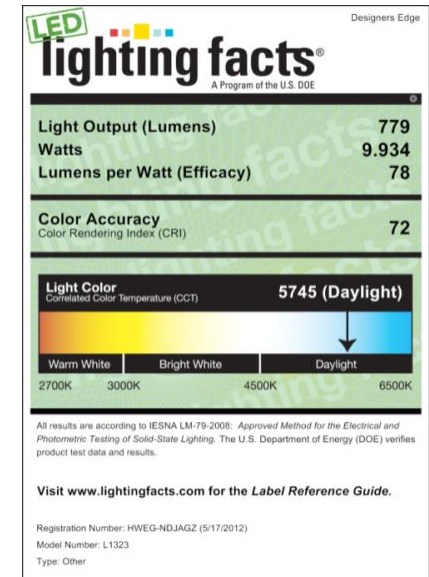 Designers Edge
LED
lighting facts®
A Program of the U.S. DOE
Light Output (Lumens) 779
Watts 9.934
Lumens per Watt (Efficacy) 78
Color Accuracy
Color Rendering Index (CRI) 72
Light Color
Correlated Color Temperature (CCT) 5745 (Daylight)
Warm White Bright White Daylight
2700K 3000K 4500K 6500K
All results are according to IESNA LM-79-2008: Approved Method for the Electrical and
Photometric Testing of Solid-State Lighting. The U.S. Department of Energy (DOE) verifies
product test data and results.
Visit www.lightingfacts.com for the Label Reference Guide.
Registration Number: HWEG-NDJAGZ (5/17/2012)
Model Number: L1323
Type: Other